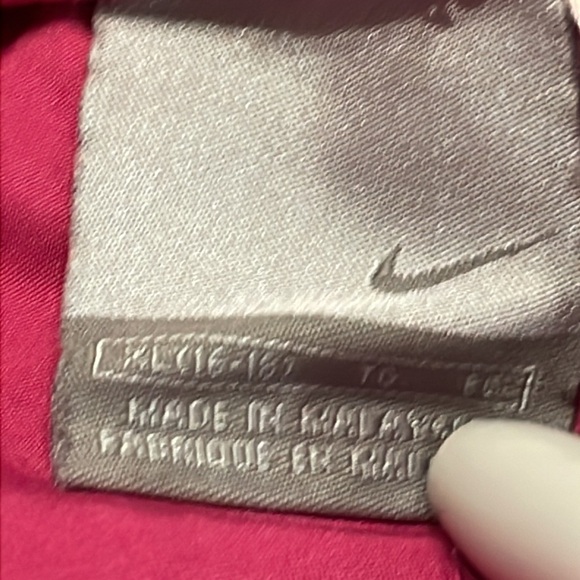 XL (16-18) TG
MADE IN MALAYS
FABRIQUE EN MAL